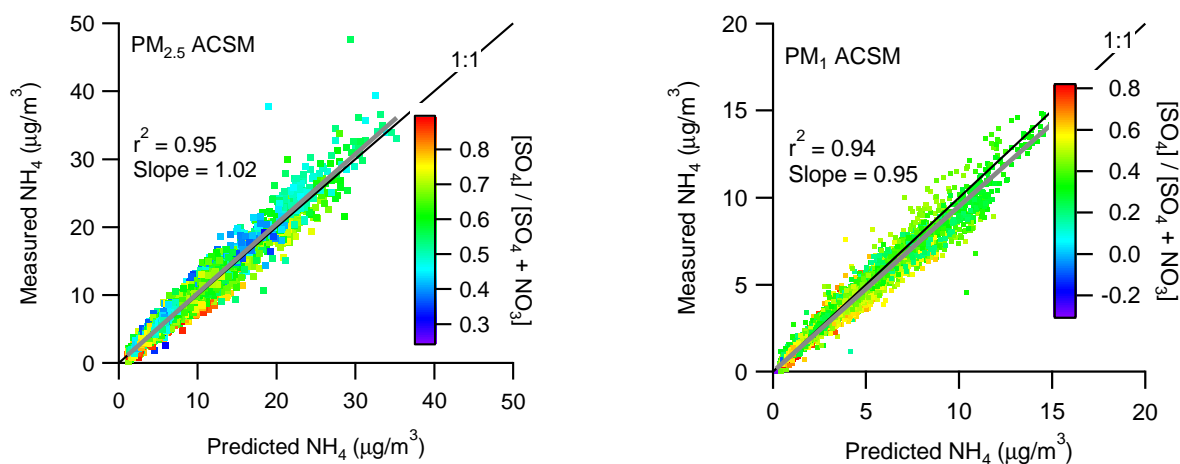 PM2.5 ACSM
1:1
r2 = 0.95
Slope = 1.02
50
40
30
20
10
0
Measured NH4 (µg/m3)
0 10 20 30 40 50
Predicted NH4 (µg/m3)
0.8
0.7
0.6
0.5
0.4
0.3
[SO4] / [SO4 + NO3]
PM1 ACSM
1:1
r2 = 0.94
Slope = 0.95
20
15
10
5
0
Measured NH4 (µg/m3)
0 5 10 15 20
Predicted NH4 (µg/m3)
0.8
0.6
0.4
0.2
0.0
-0.2
[SO4] / [SO4 + NO3]